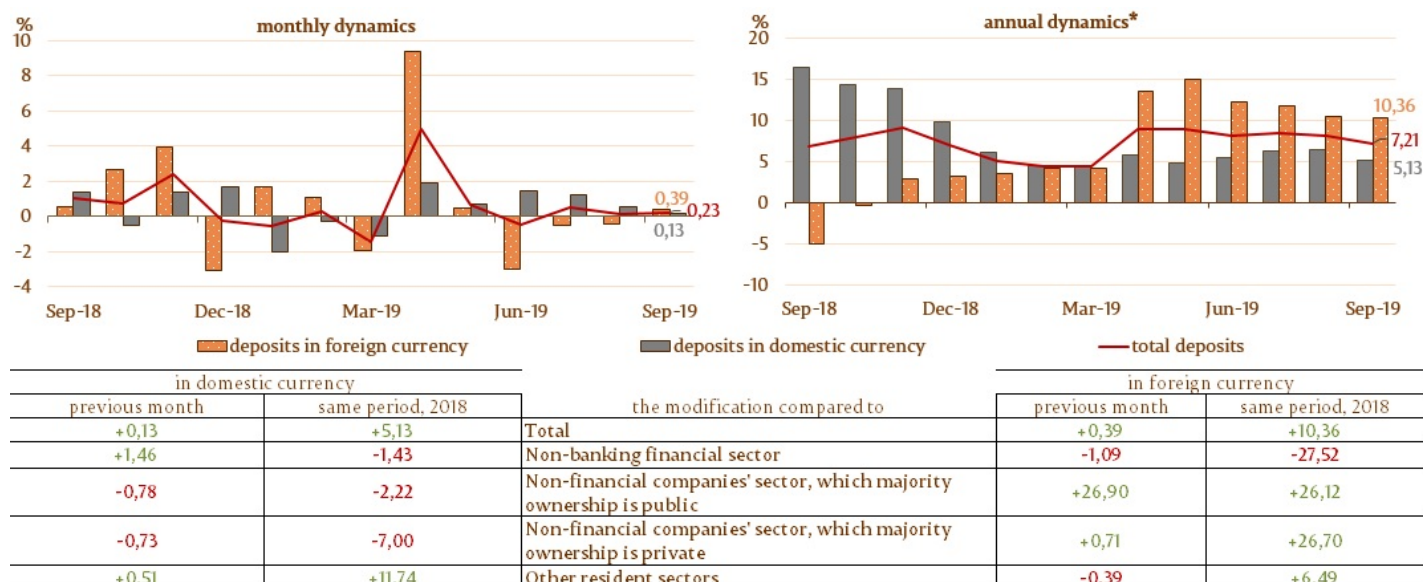 %
monthly dynamics
10
8
6
4
2
0
-2
-4
0,39
0,23
0,13
Sep-18
Dec-18
Mar-19
Jun-19
Sep-19
%
annual dynamics*
20
15
10
5
0
-5
-10
10,36
7,21
5,13
Sep-18
Dec-18
Mar-19
Jun-19
Sep-19
deposits in foreign currency
deposits in domestic currency
total deposits
in domestic currency
in foreign currency
previous month
same period, 2018
the modification compared to
previous month
same period, 2018
+0,13
+5,13
Total
+0,39
+10,36
+1,46
-1,43
Non-banking financial sector
-1,09
-27,52
-0,78
-2,22
Non-financial companies' sector, which majority
ownership is public
+26,90
+26,12
-0,73
-7,00
Non-financial companies' sector, which majority
ownership is private
+0,71
+26,70
+0,51
+11,74
Other resident sectors
-0,39
+6,49